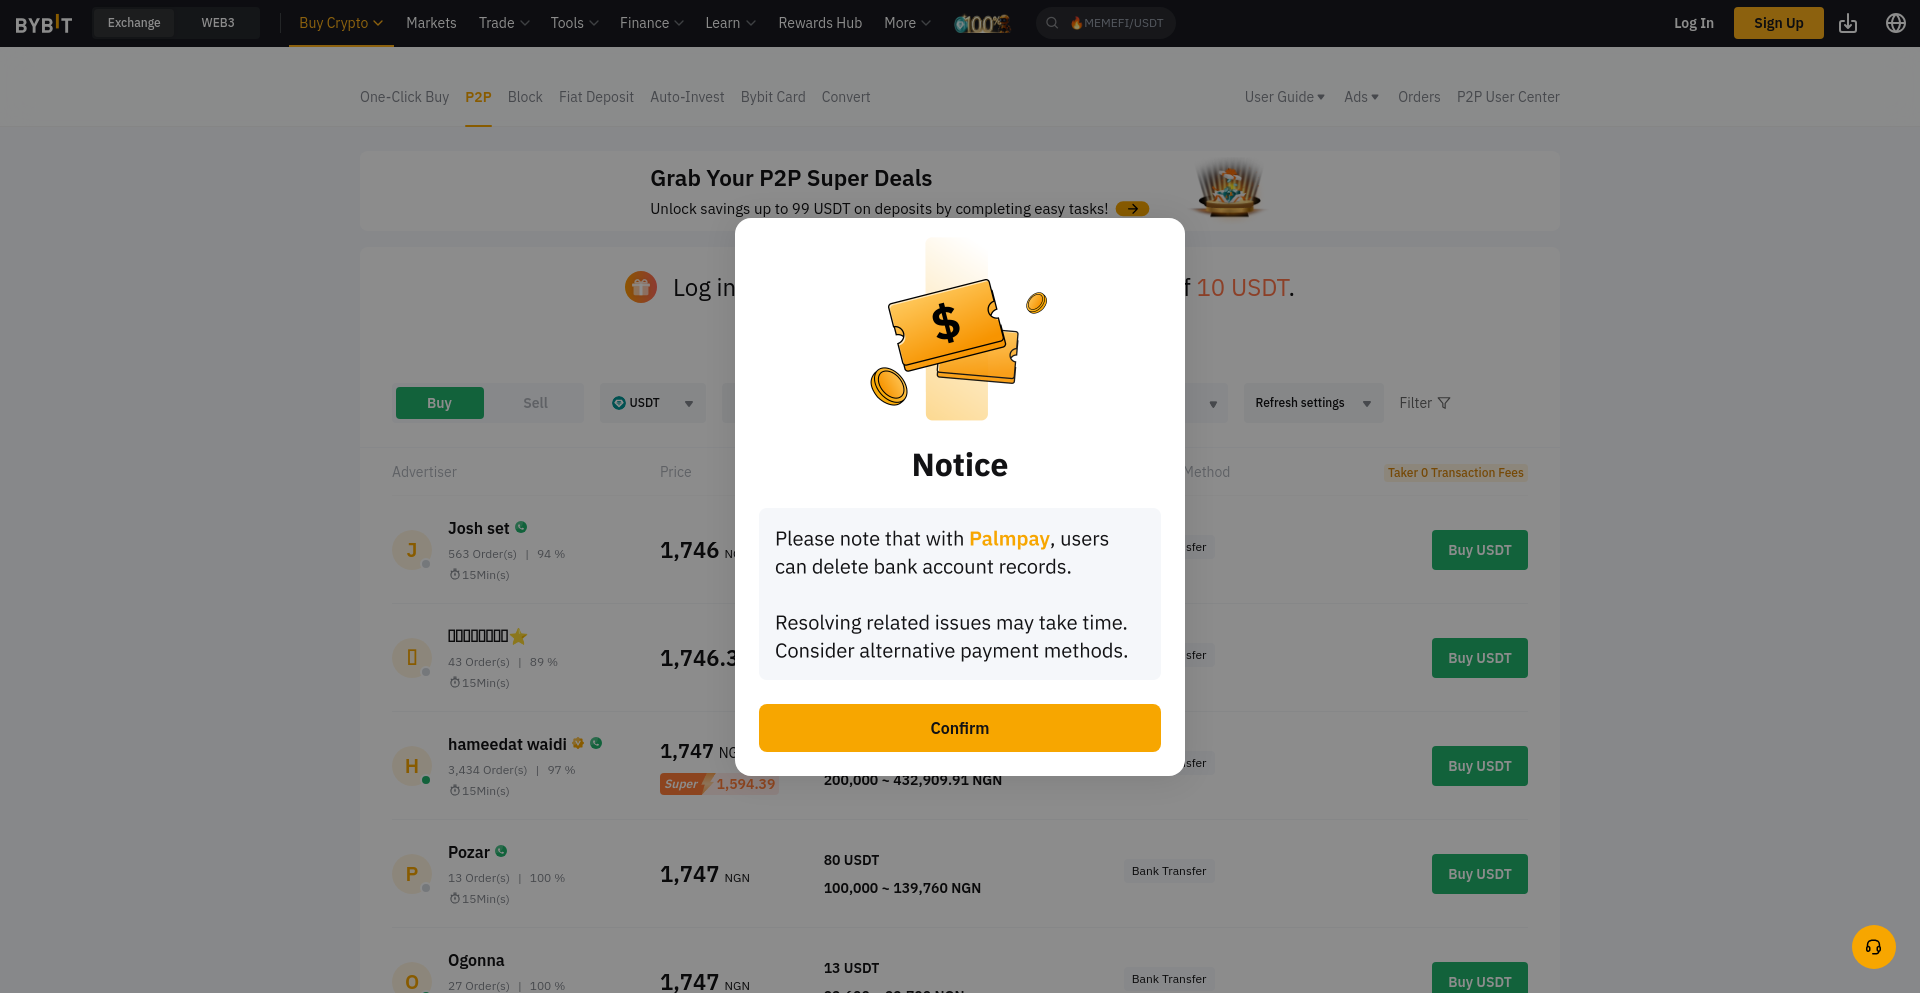 BYBIT
Exchange
WEB3
Buy Crypto
Markets
Trade
Tools
Finance
Learn
Rewards Hub
More
100%
MEMEFI/USDT
Log In
Sign Up
One-Click Buy
P2P
Block
Fiat Deposit
Auto-Invest
Bybit Card
Convert
User Guide
Ads
Orders
P2P User Center
Grab Your P2P Super Deals
Unlock savings up to 99 USDT on deposits by completing easy tasks!
Log in
10 USDT.
Buy
Sell
USDT
Refresh settings
Filter
Advertiser
Price
Method
Taker 0 Transaction Fees
Josh set
563 Order(s) | 94 %
15Min(s)
1,746
Buy USDT
43 Order(s) | 89 %
15Min(s)
1,746.3
Buy USDT
H
hameedat waidi
3,434 Order(s) | 97 %
15Min(s)
1,747
Super 1,594.39
200,000 ~ 432,909.91 NGN
Buy USDT
P
Pozar
13 Order(s) | 100 %
15Min(s)
1,747 NGN
80 USDT
100,000 ~ 139,760 NGN
Bank Transfer
Buy USDT
O
Ogonna
27 Order(s) | 100 %
1,747 NGN
13 USDT
Bank Transfer
Buy USDT
$
Notice
Please note that with Palmpay, users
can delete bank account records.
Resolving related issues may take time.
Consider alternative payment methods.
Confirm